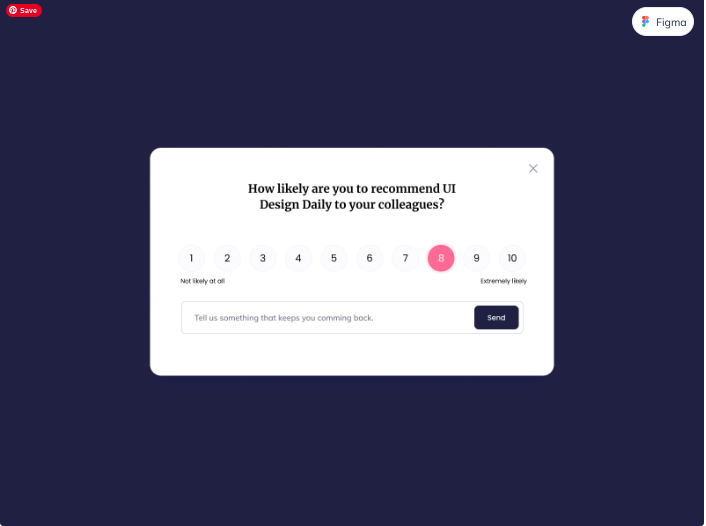 Save
Figma
How likely are you to recommend UI
Design Daily to your colleagues?
1 2 3 4 5 6 7 8 9 10
Not likely at all Extremely likely
Tell us something that keeps you comming back. Send